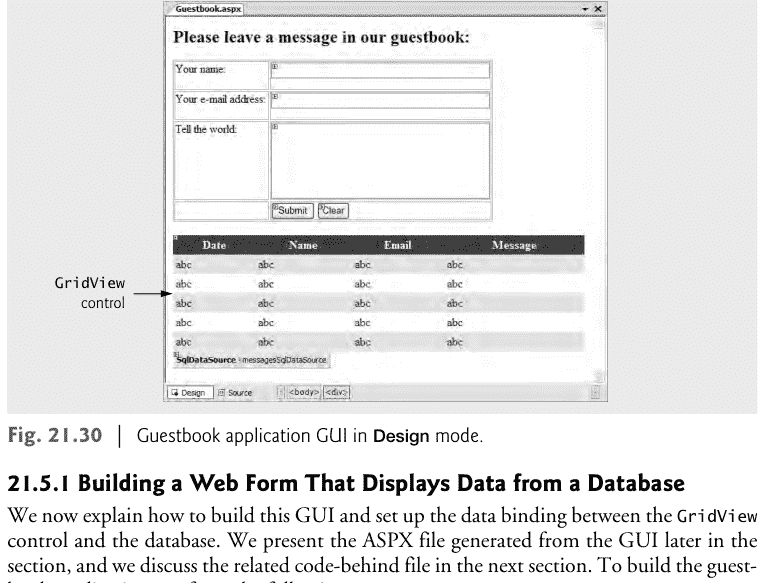 Guestbook.aspx
Please leave a message in our guestbook:
Your name:
Your e-mail address:
Tell the world:
Submit Clear
Date Name Email Message
abc abc abc abc
abc abc abc abc
GridView
control
abc abc abc abc
abc abc abc abc
abc abc abc abc
SqlDataSource - messagesSqlDataSource
Design Source <body> <div>
Fig. 21.30 | Guestbook application GUI in Design mode.
21.5.1 Building a Web Form That Displays Data from a Database
We now explain how to build this GUI and set up the data binding between the GridView
control and the database. We present the ASPX file generated from the GUI later in the
section, and we discuss the related code-behind file in the next section. To build the guest-